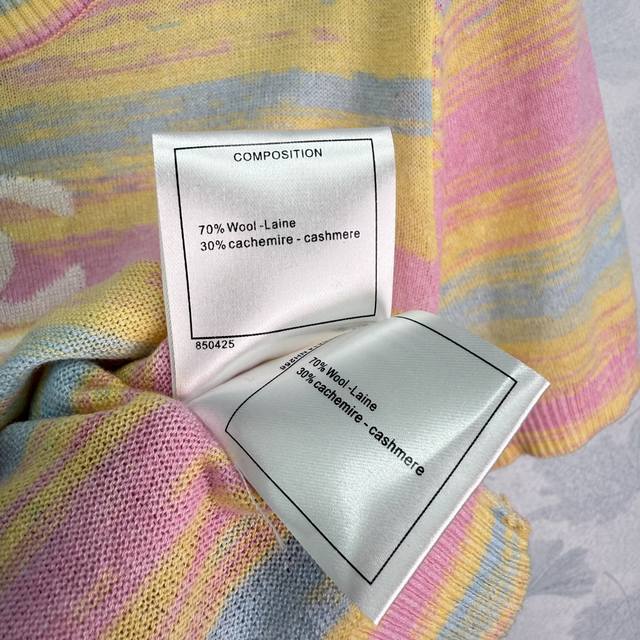 COMPOSITION
70% Wool -Laine
30% cachemire - cashmere
850425
70% Wool -Laine
30% cachemire - cashmere